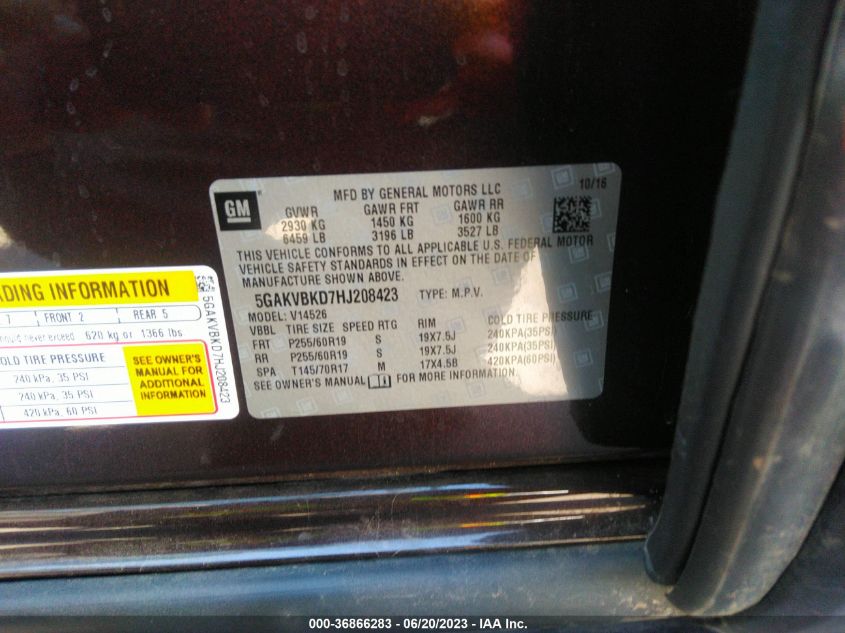 GM
MFD BY GENERAL MOTORS LLC
10/16
GVWR GAWR FRT GAWR RR
2930 KG 1450 KG 1600 KG
6459 LB 3196 LB 3527 LB
THIS VEHICLE CONFORMS TO ALL APPLICABLE U.S. FEDERAL MOTOR
VEHICLE SAFETY STANDARDS IN EFFECT ON THE DATE OF
MANUFACTURE SHOWN ABOVE.
5GAKVBKD7HJ208423 TYPE: M.P.V.
MODEL: V14526
VBBL TIRE SIZE SPEED RTG RIM COLD TIRE PRESSURE
FRT P255/60R19 S 19X7.5J 240KPA(35PSI)
RR P255/60R19 S 19X7.5J 240KPA(35PSI)
SPA T145/70R17 M 17X4.5B 420KPA(60PSI)
SEE OWNER'S MANUAL FOR MORE INFORMATION.
ADING INFORMATION
7 FRONT 2 REAR 5
ould never exceed 620 kg or 1366 lbs
OLD TIRE PRESSURE
240 kPa, 35 PSI
240 kPa, 35 PSI
420 kPa, 60 PSI
SEE OWNER'S
MANUAL FOR
ADDITIONAL
INFORMATION
5GAKVBKD7HJ208423
000-36866283 / 06/20/2023 / IAA Inc.